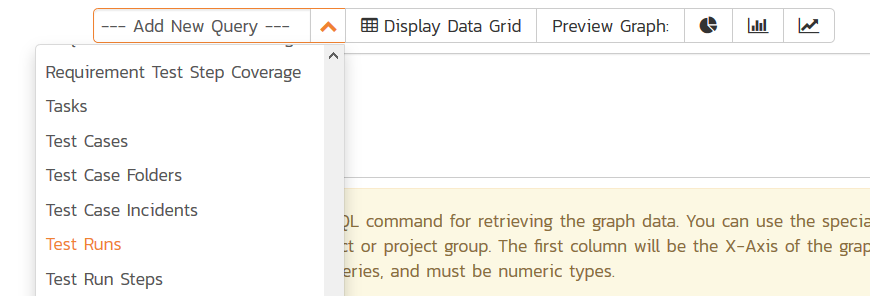 --- Add New Query ---
Display Data Grid
Preview Graph:
Requirement Test Step Coverage
Tasks
Test Cases
Test Case Folders
Test Case Incidents
Test Runs
Test Run Steps
QL command for retrieving the graph data. You can use the specia
ct or project group. The first column will be the X-Axis of the grap
eries, and must be numeric types.